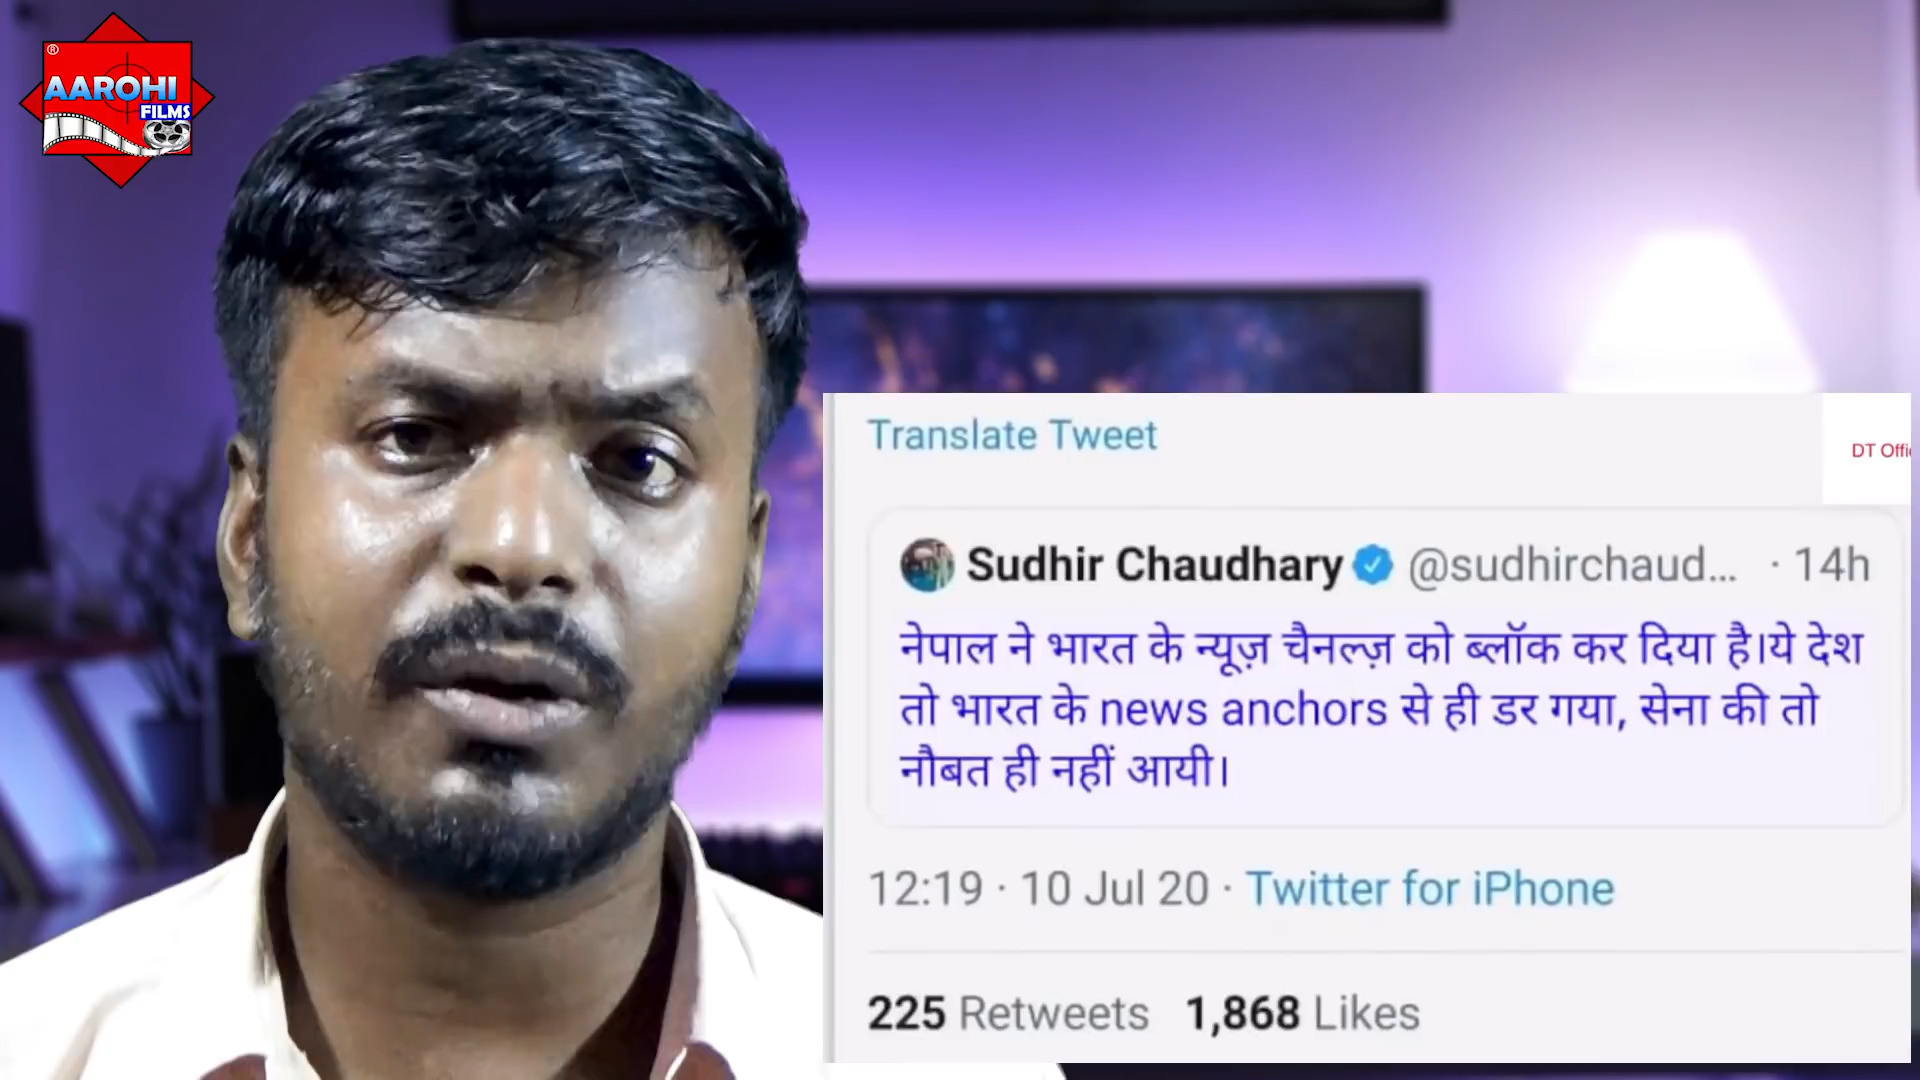 ®
AAROHI
FILMS
Translate Tweet
DT Offi
Sudhir Chaudhary @sudhirchaud... · 14h
नेपाल ने भारत के न्यूज़ चैनल्ज़ को ब्लॉक कर दिया है।ये देश
तो भारत के news anchors से ही डर गया, सेना की तो
नौबत ही नहीं आयी।
12:19 · 10 Jul 20 · Twitter for iPhone
225 Retweets 1,868 Likes